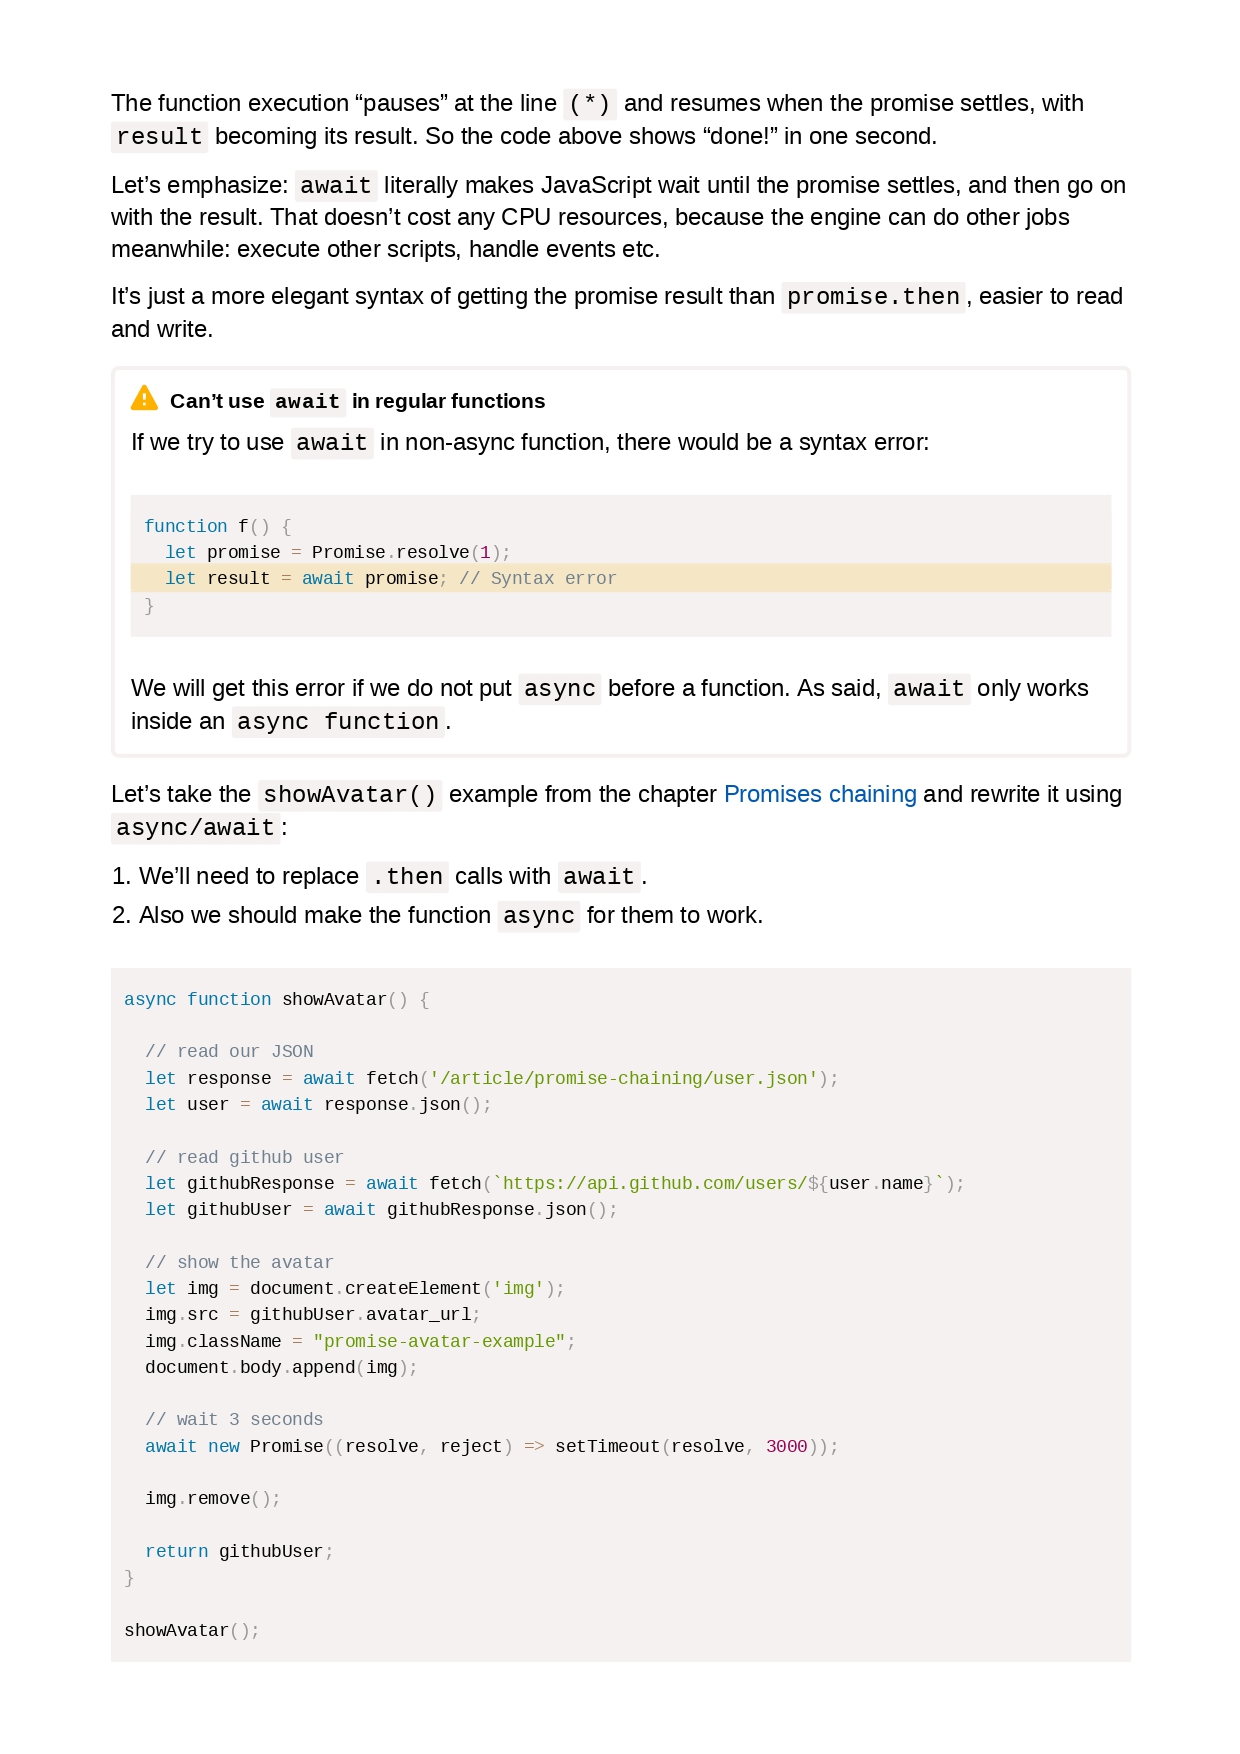 The function execution “pauses” at the line (*) and resumes when the promise settles, with
result becoming its result. So the code above shows “done!” in one second.
Let’s emphasize: await literally makes JavaScript wait until the promise settles, and then go on
with the result. That doesn’t cost any CPU resources, because the engine can do other jobs
meanwhile: execute other scripts, handle events etc.
It’s just a more elegant syntax of getting the promise result than promise.then, easier to read
and write.
Can’t use await in regular functions
If we try to use await in non-async function, there would be a syntax error:
function f() {
  let promise = Promise.resolve(1);
  let result = await promise; // Syntax error
}
We will get this error if we do not put async before a function. As said, await only works
inside an async function.
Let’s take the showAvatar() example from the chapter Promises chaining and rewrite it using
async/await:
1. We’ll need to replace .then calls with await.
2. Also we should make the function async for them to work.
async function showAvatar() {
  // read our JSON
  let response = await fetch('/article/promise-chaining/user.json');
  let user = await response.json();
  // read github user
  let githubResponse = await fetch(`https://api.github.com/users/${user.name}`);
  let githubUser = await githubResponse.json();
  // show the avatar
  let img = document.createElement('img');
  img.src = githubUser.avatar_url;
  img.className = "promise-avatar-example";
  document.body.append(img);
  // wait 3 seconds
  await new Promise((resolve, reject) => setTimeout(resolve, 3000));
  img.remove();
  return githubUser;
}
showAvatar();